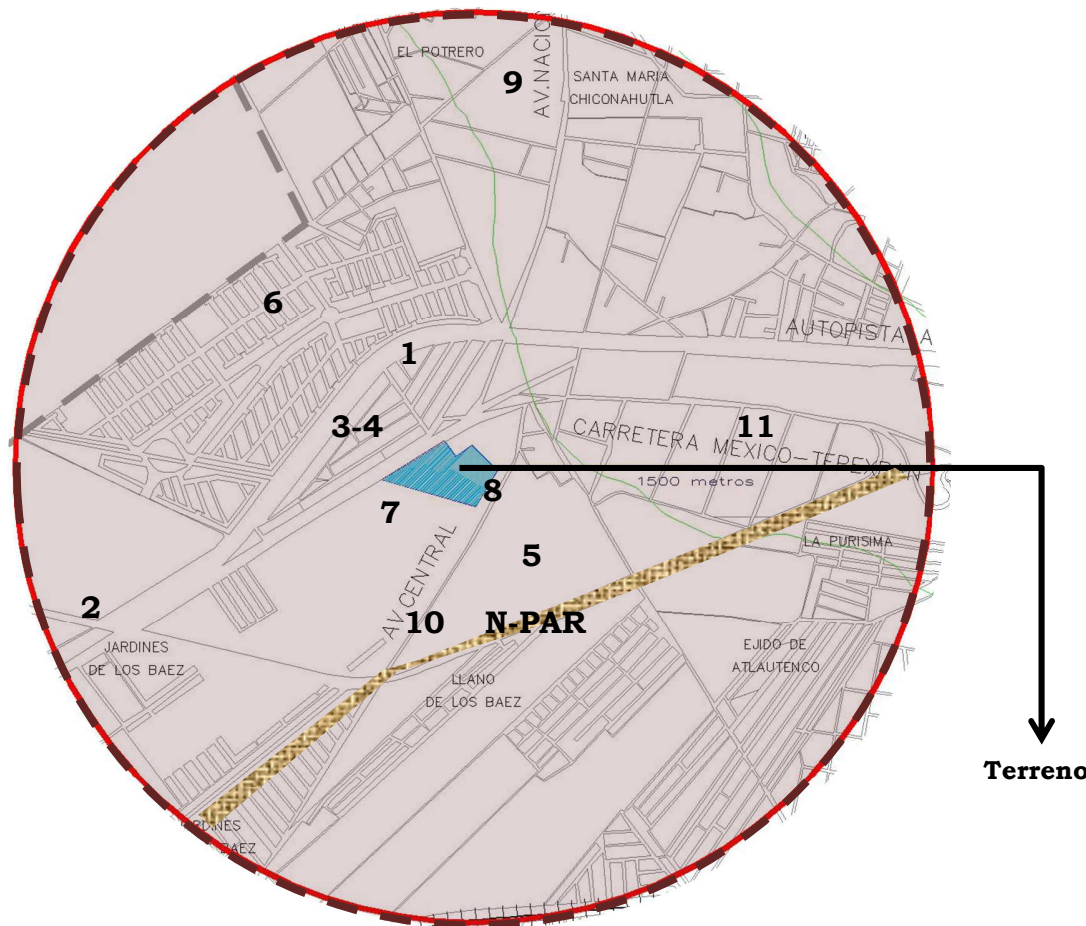 EL POTRERO
9
AV.NACIO
SANTA MARIA
CHICONAHUTLA
6
1
AUTOPISTA A
3-4
11
CARRETERA MEXICO-TEPEXPAN
1500 metros
7
8
AV.CENTRAL
5
LA PURISIMA
2
10
N-PAR
JARDINES
DE LOS BAEZ
EJIDO DE
ATLAUTENCO
LLANO
DE LOS BAEZ
Terreno
RDINES
BAEZ